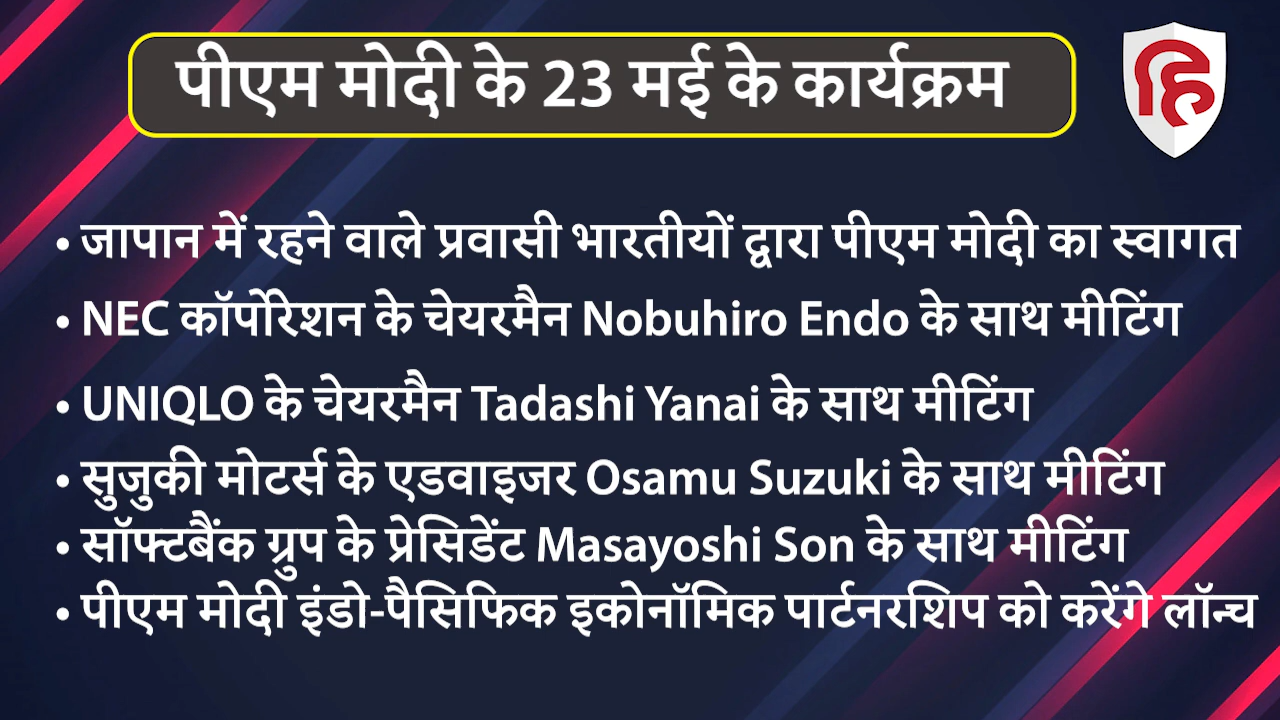 पीएम मोदी के 23 मई के कार्यक्रम
हि
• जापान में रहने वाले प्रवासी भारतीयों द्वारा पीएम मोदी का स्वागत
• NEC कॉर्पोरेशन के चेयरमैन Nobuhiro Endo के साथ मीटिंग
• UNIQLO के चेयरमैन Tadashi Yanai के साथ मीटिंग
• सुजुकी मोटर्स के एडवाइजर Osamu Suzuki के साथ मीटिंग
• सॉफ्टबैंक ग्रुप के प्रेसिडेंट Masayoshi Son के साथ मीटिंग
• पीएम मोदी इंडो-पैसिफिक इकोनॉमिक पार्टनरशिप को करेंगे लॉन्च